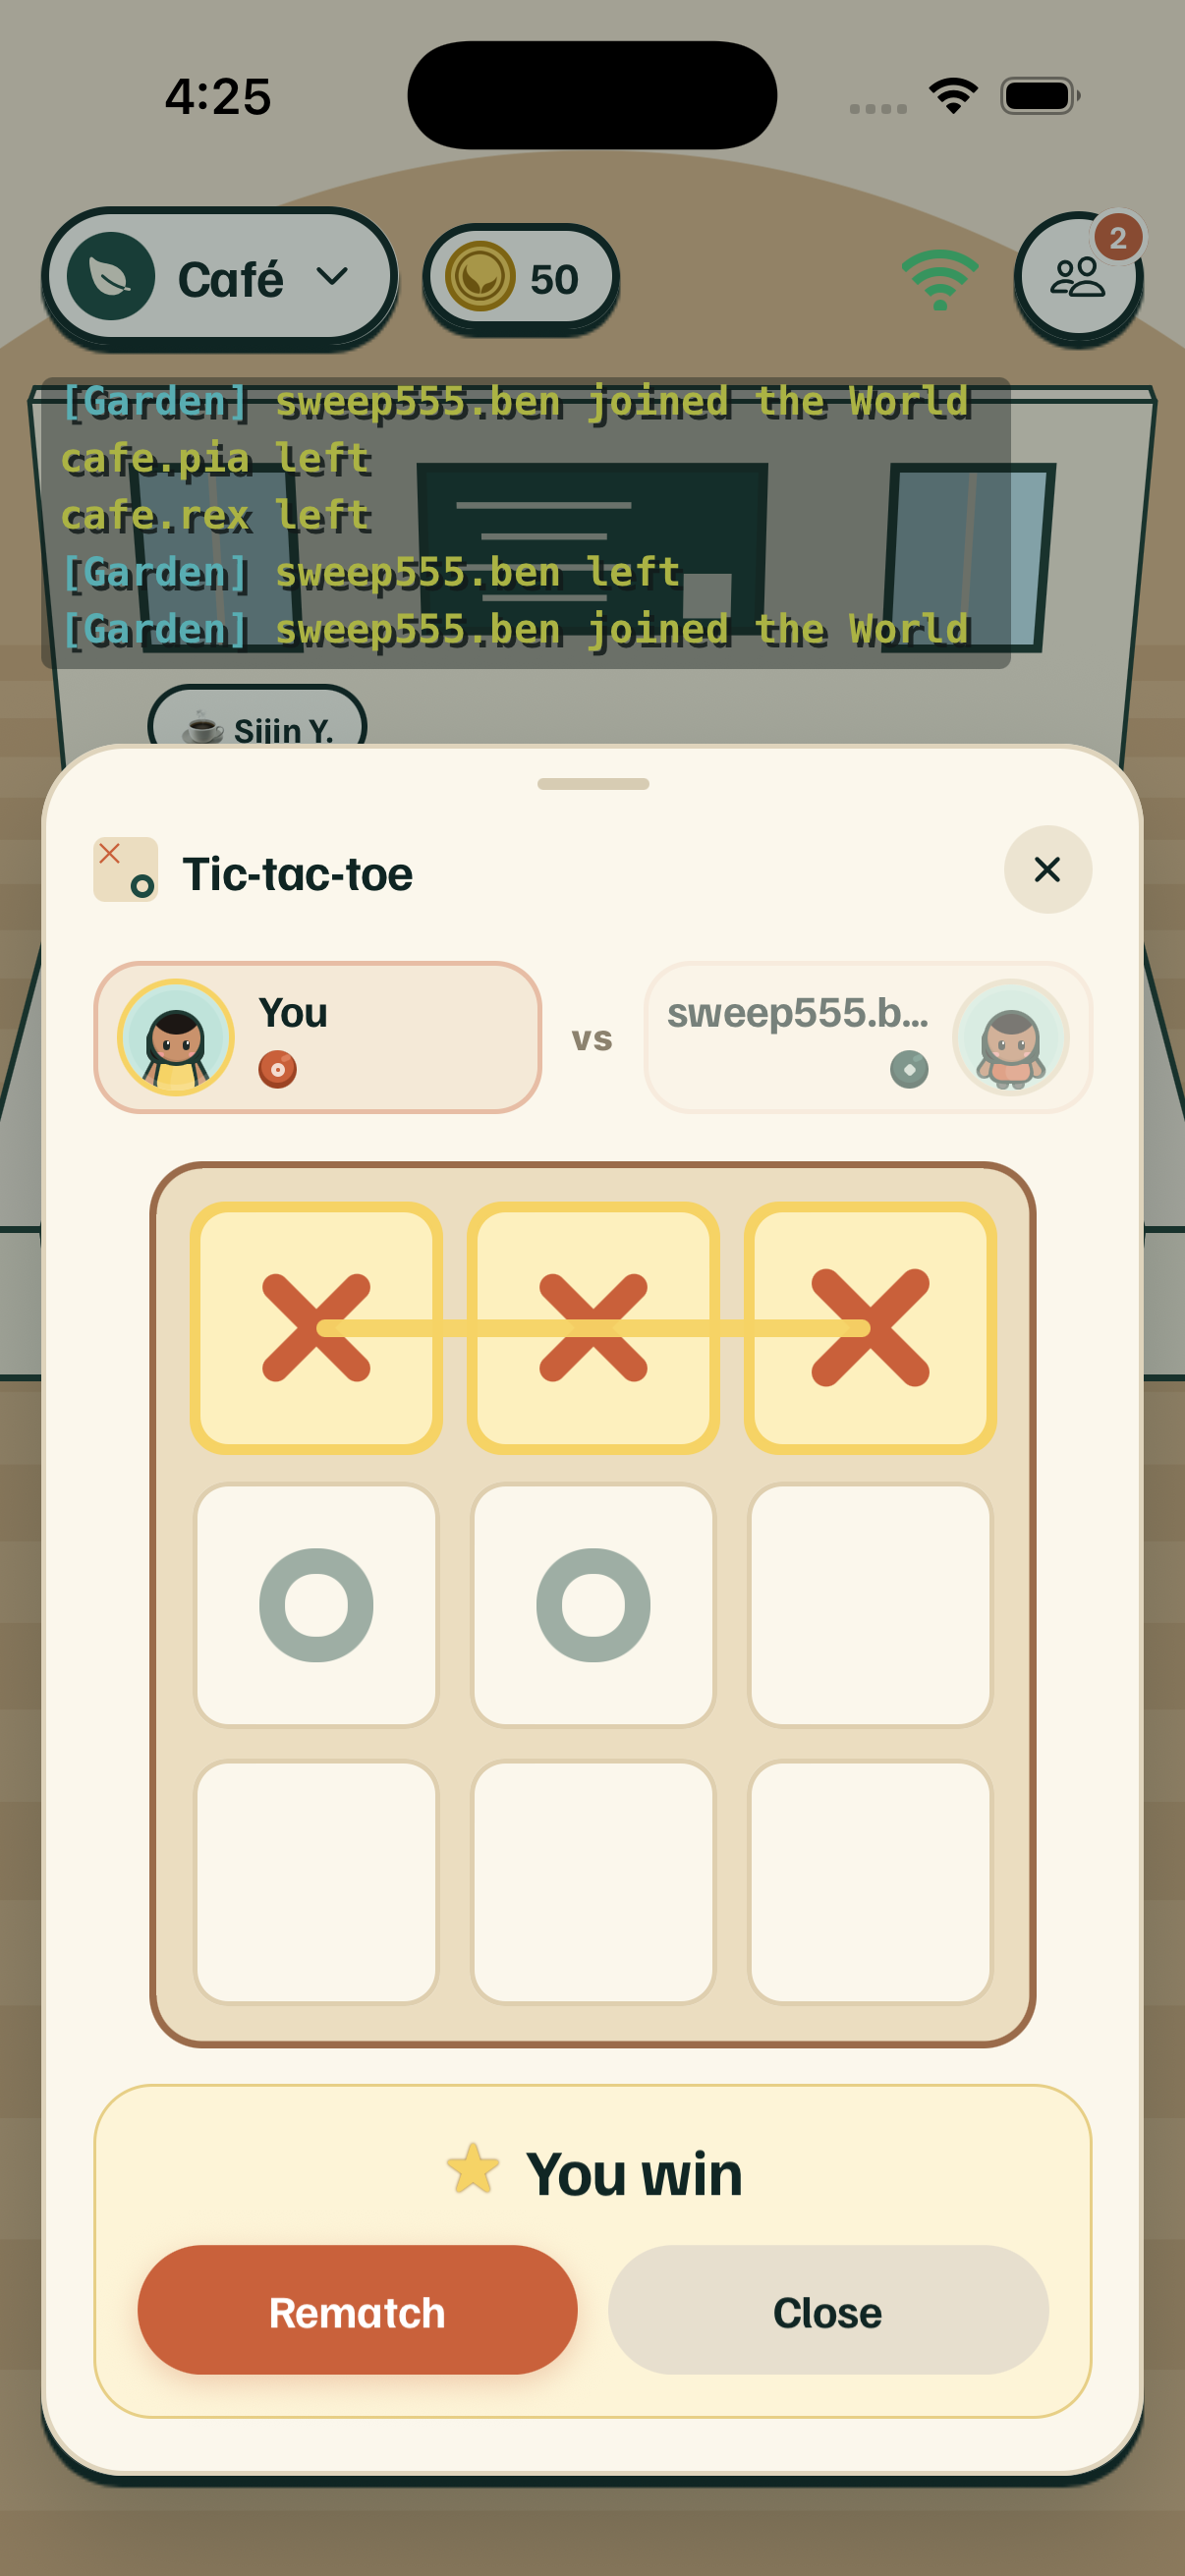 4:25
Café
50
2
[Garden] sweep555.ben joined the World
cafe.pia left
cafe.rex left
[Garden] sweep555.ben left
[Garden] sweep555.ben joined the World
Sijin Y.
Tic-tac-toe
You
vs
sweep555.b...
You win
Rematch
Close